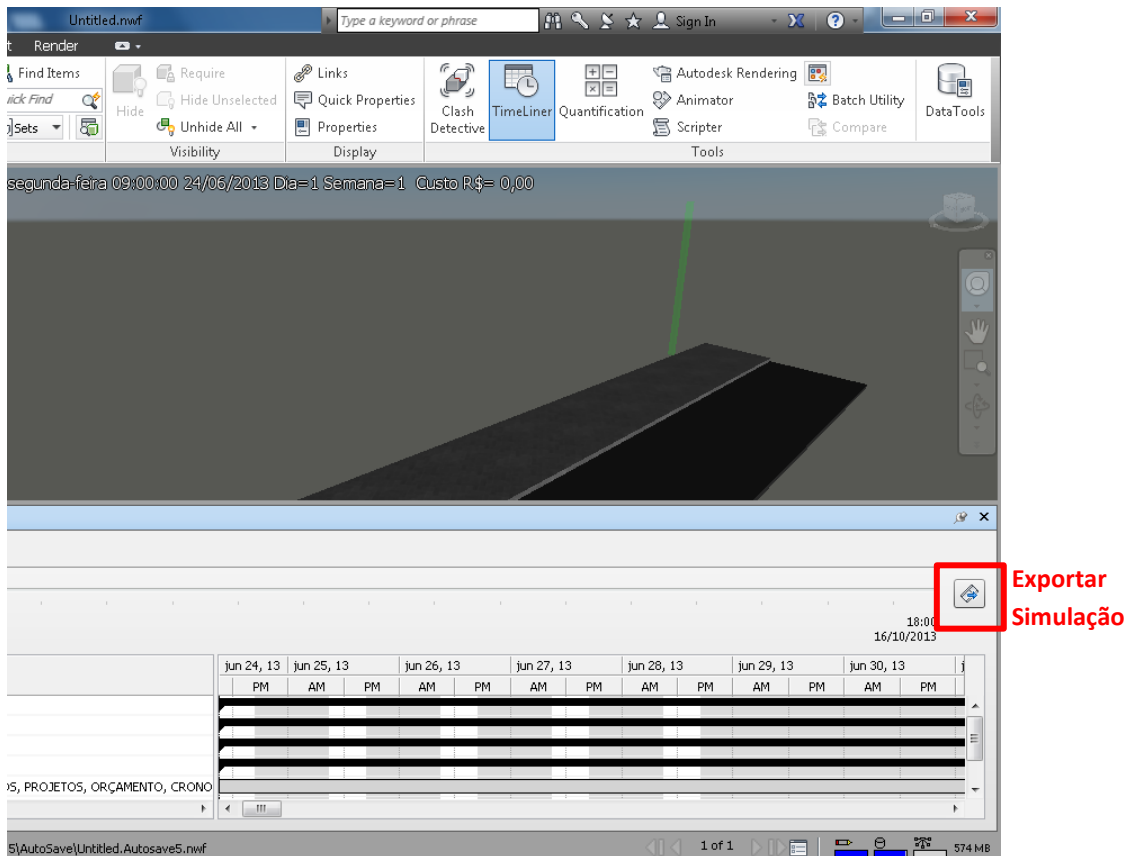 Untitled.nwf
Type a keyword or phrase
Sign In
t Render
Find Items
uick Find
Sets
Hide
Require
Hide Unselected
Unhide All
Links
Quick Properties
Properties
Clash Detective
TimeLiner
Quantification
Autodesk Rendering
Animator
Scripter
Batch Utility
Compare
DataTools
Visibility
Display
Tools
segunda-feira 09:00:00 24/06/2013 Dia=1 Semana=1 Custo R$= 0,00
Exportar
Simulação
18:00
16/10/2013
jun 24, 13 jun 25, 13 jun 26, 13 jun 27, 13 jun 28, 13 jun 29, 13 jun 30, 13 j
PM AM PM AM PM AM PM AM PM AM PM AM PM
OS, PROJETOS, ORÇAMENTO, CRONO
5\AutoSave\Untitled.Autosave5.nwf
1 of 1
574 MB